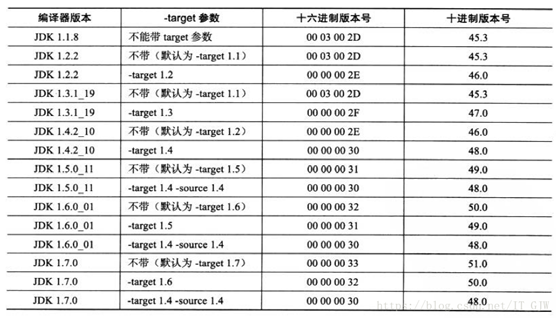 编译器版本 -target 参数 十六进制版本号 十进制版本号
JDK 1.1.8 不能带 target 参数 00 03 00 2D 45.3
JDK 1.2.2 不带（默认为 -target 1.1） 00 03 00 2D 45.3
JDK 1.2.2 -target 1.2 00 00 00 2E 46.0
JDK 1.3.1_19 不带（默认为 -target 1.1） 00 03 00 2D 45.3
JDK 1.3.1_19 -target 1.3 00 00 00 2F 47.0
JDK 1.4.2_10 不带（默认为 -target 1.2） 00 00 00 2E 46.0
JDK 1.4.2_10 -target 1.4 00 00 00 30 48.0
JDK 1.5.0_11 不带（默认为 -target 1.5） 00 00 00 31 49.0
JDK 1.5.0_11 -target 1.4 -source 1.4 00 00 00 30 48.0
JDK 1.6.0_01 不带（默认为 -target 1.6） 00 00 00 32 50.0
JDK 1.6.0_01 -target 1.5 00 00 00 31 49.0
JDK 1.6.0_01 -target 1.4 -source 1.4 00 00 00 30 48.0
JDK 1.7.0 不带（默认为 -target 1.7） 00 00 00 33 51.0
JDK 1.7.0 -target 1.6 00 00 00 32 50.0
JDK 1.7.0 -target 1.4 -source 1.4 00 00 00 30 48.0
https://blog.csdn.net/IT_GJW